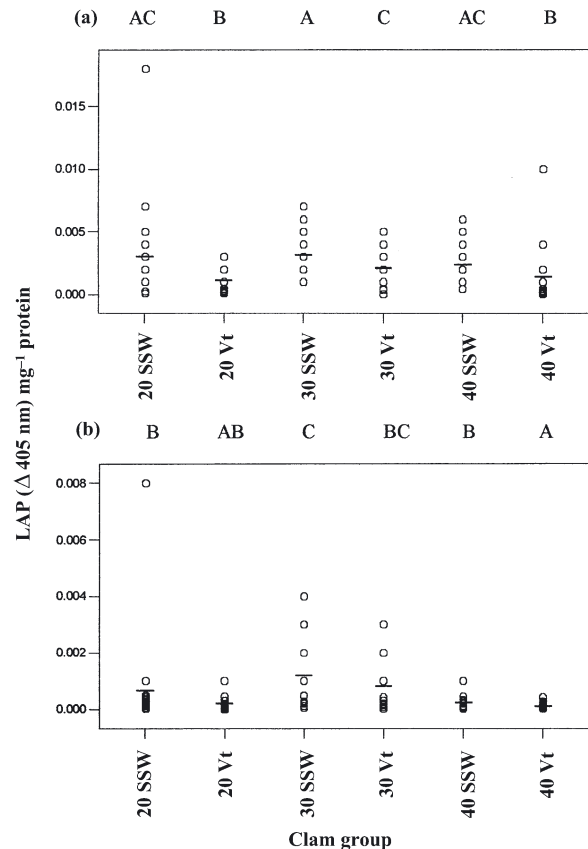 (a) AC B A C AC B
0.015
0.010
0.005
0.000
20 SSW
20 Vt
30 SSW
30 Vt
40 SSW
40 Vt
LAP (Δ 405 nm) mg⁻¹ protein
(b) B AB C BC B A
0.008
0.006
0.004
0.002
0.000
20 SSW
20 Vt
30 SSW
30 Vt
40 SSW
40 Vt
Clam group